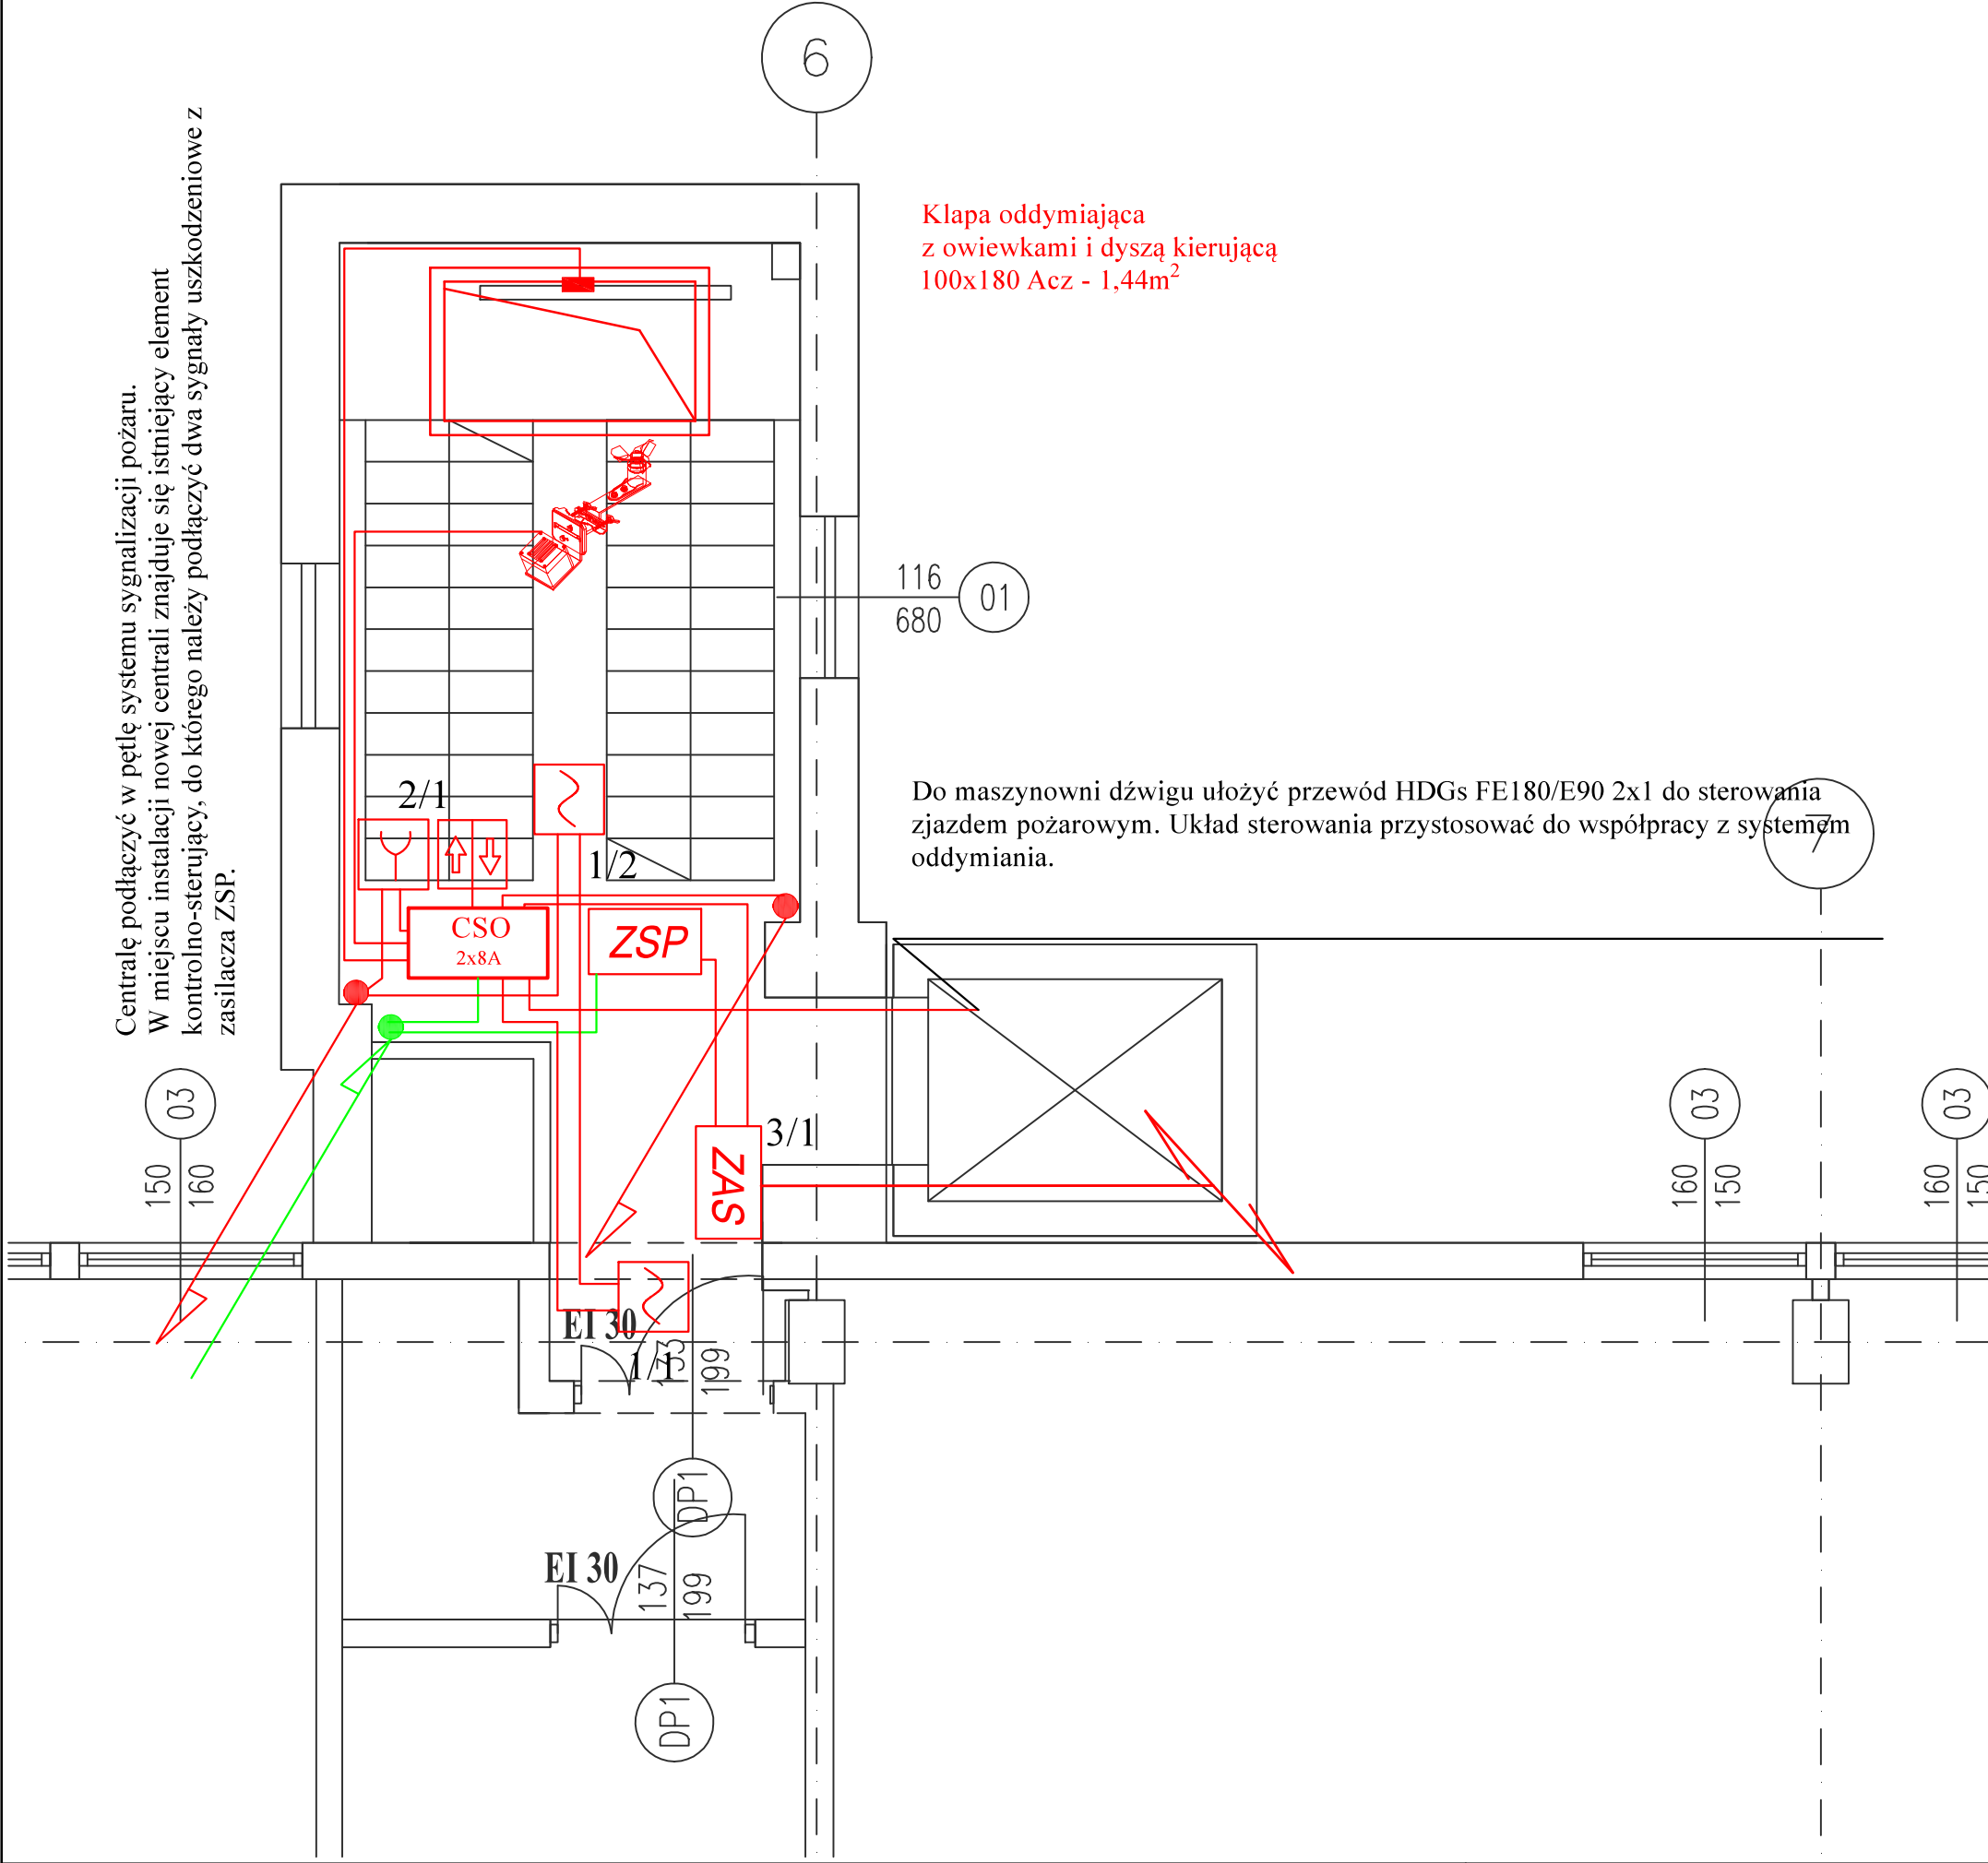 6
Centralę podłączyć w pętlę systemu sygnalizacji pożaru.
W miejscu instalacji nowej centrali znajduje się istniejący element
kontrolno-sterujący, do którego należy podłączyć dwa sygnały uszkodzeniowe z
zasilacza ZSP.
Klapa oddymiająca
z owiewkami i dyszą kierującą
100x180 Acz - 1,44m²
116
680
01
Do maszynowni dźwigu ułożyć przewód HDGs FE180/E90 2x1 do sterowania
zjazdem pożarowym. Układ sterowania przystosować do współpracy z systemem
oddymiania.
7
2/1
1/2
CSO
2x8A
ZSP
3/1
ZAS
03
150
160
03
160
150
03
160
150
EI 30
1/1
133
199
DP1
EI 30
137
199
DP1